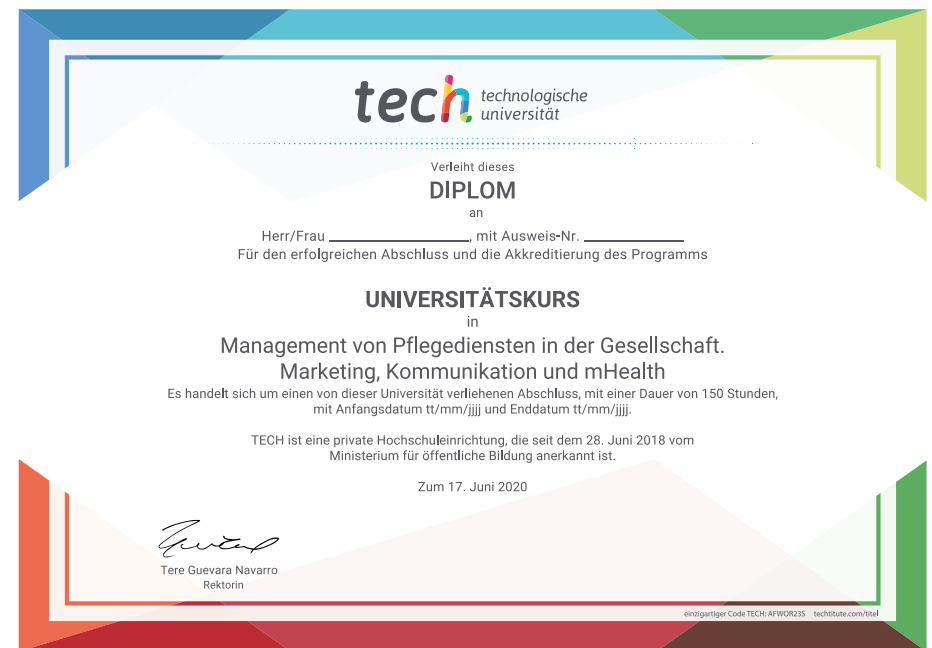 tech technologische
universität
Verleiht dieses
DIPLOM
an
Herr/Frau ____________________, mit Ausweis-Nr. ______________
Für den erfolgreichen Abschluss und die Akkreditierung des Programms
UNIVERSITÄTSKURS
in
Management von Pflegediensten in der Gesellschaft.
Marketing, Kommunikation und mHealth
Es handelt sich um einen von dieser Universität verliehenen Abschluss, mit einer Dauer von 150 Stunden,
mit Anfangsdatum tt/mm/jjjj und Enddatum tt/mm/jjjj.
TECH ist eine private Hochschuleinrichtung, die seit dem 28. Juni 2018 vom
Ministerium für öffentliche Bildung anerkannt ist.
Zum 17. Juni 2020
Tere Guevara Navarro
Rektorin
einzigartiger Code TECH: AFWOR23S techtitute.com/titel